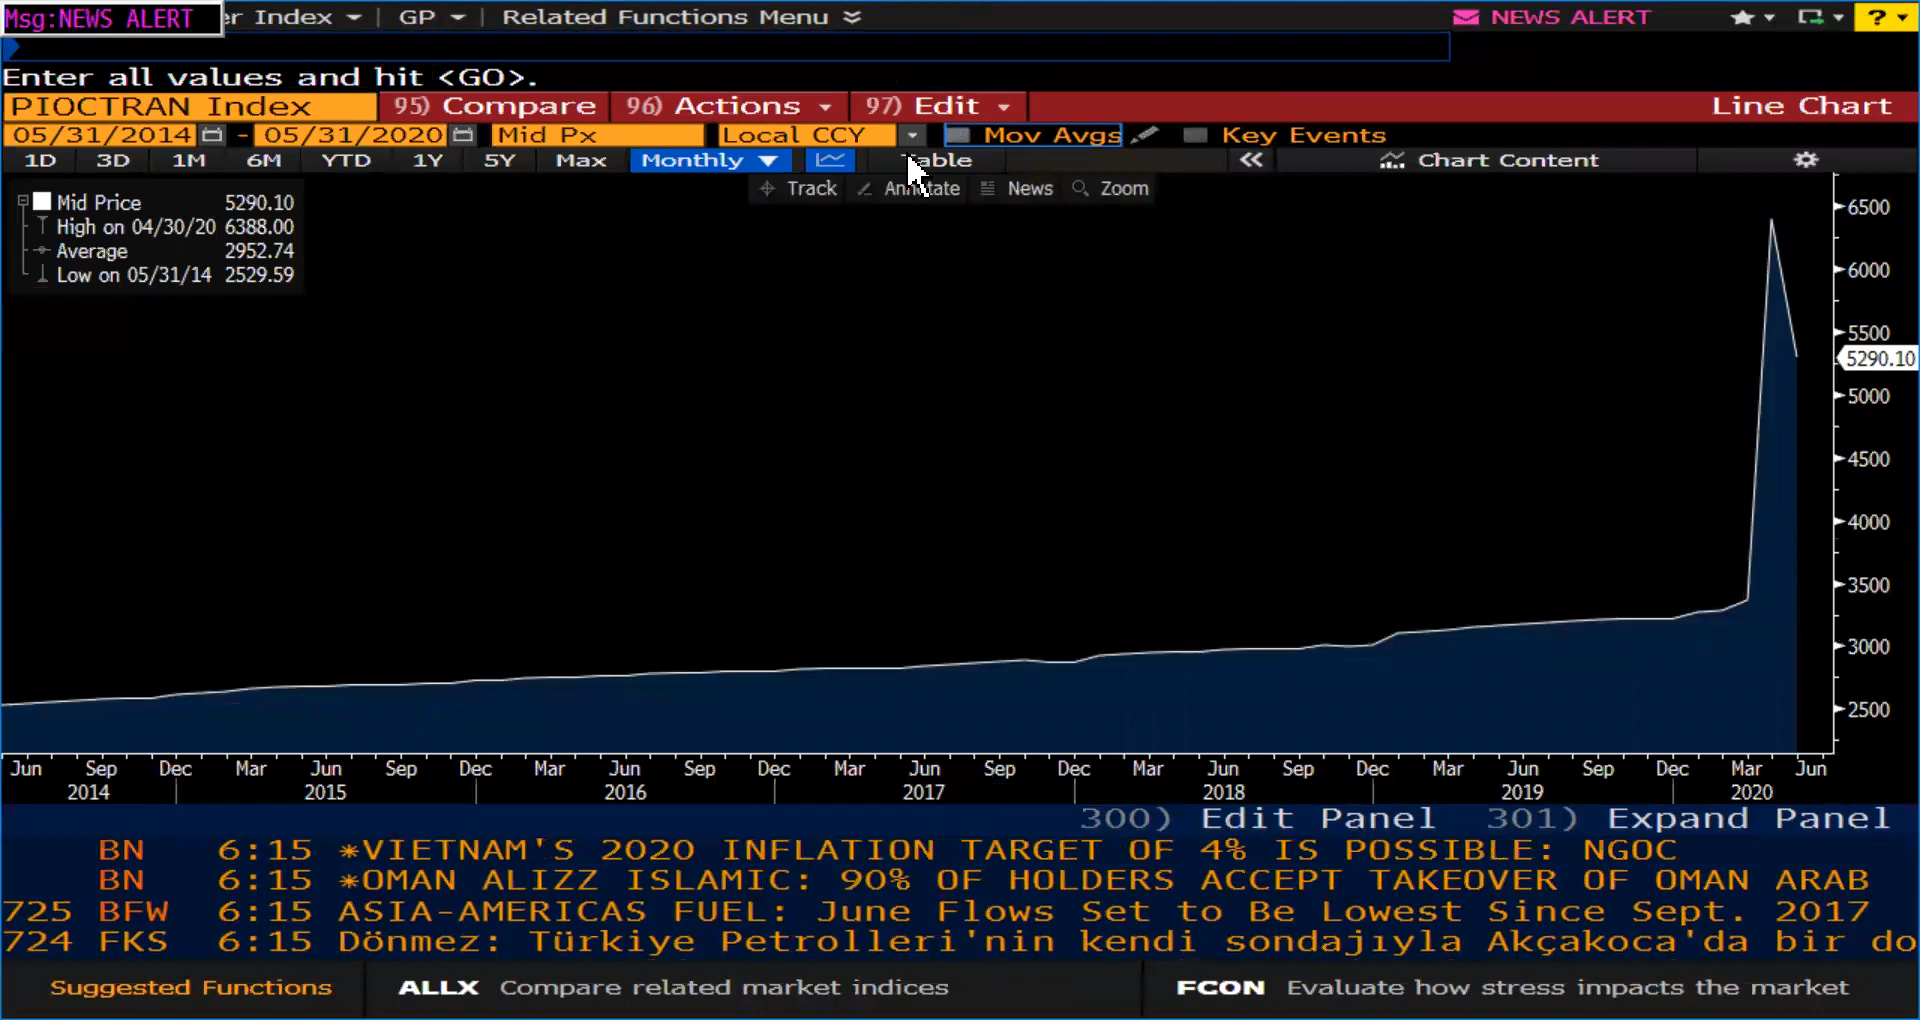 Msg:NEWS ALERT er Index GP Related Functions Menu NEWS ALERT ?
Enter all values and hit <GO>.
PIOCTRAN Index 95) Compare 96) Actions 97) Edit Line Chart
05/31/2014 - 05/31/2020 Mid Px Local CCY Mov Avgs Key Events
1D 3D 1M 6M YTD 1Y 5Y Max Monthly Table Chart Content
Track Annotate News Zoom
Mid Price 5290.10
High on 04/30/20 6388.00
Average 2952.74
Low on 05/31/14 2529.59
6500
6000
5500
5290.10
5000
4500
4000
3500
3000
2500
Jun Sep Dec Mar Jun Sep Dec Mar Jun Sep Dec Mar Jun Sep Dec Mar Jun Sep Dec Mar Jun Sep Dec Mar Jun
2014 2015 2016 2017 2018 2019 2020
300) Edit Panel 301) Expand Panel
BN 6:15 *VIETNAM'S 2020 INFLATION TARGET OF 4% IS POSSIBLE: NGOC
BN 6:15 *OMAN ALIZZ ISLAMIC: 90% OF HOLDERS ACCEPT TAKEOVER OF OMAN ARAB
725 BFW 6:15 ASIA-AMERICAS FUEL: June Flows Set to Be Lowest Since Sept. 2017
724 FKS 6:15 Dönmez: Türkiye Petrolleri'nin kendi sondajıyla Akçakoca'da bir do
Suggested Functions ALLX Compare related market indices FCON Evaluate how stress impacts the market